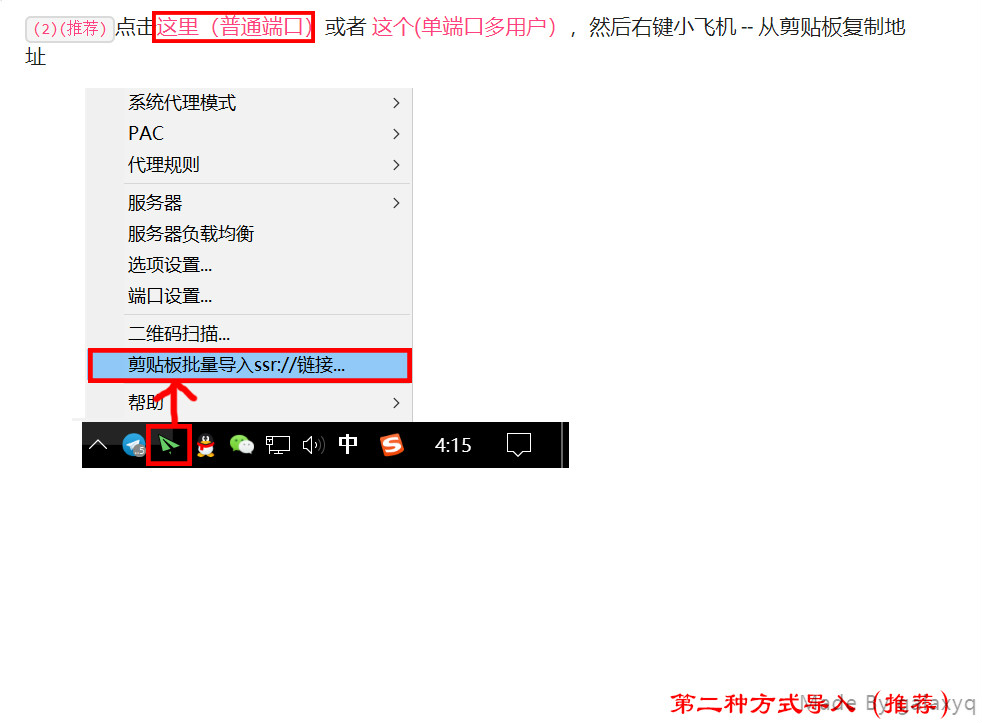 (2)(推荐)点击这里（普通端口）或者 这个(单端口多用户），然后右键小飞机 -- 从剪贴板复制地
址
系统代理模式
PAC
代理规则
服务器
服务器负载均衡
选项设置...
端口设置...
二维码扫描...
剪贴板批量导入ssr://链接...
帮助
中
4:15
第二种方式导入（推荐）
Made By